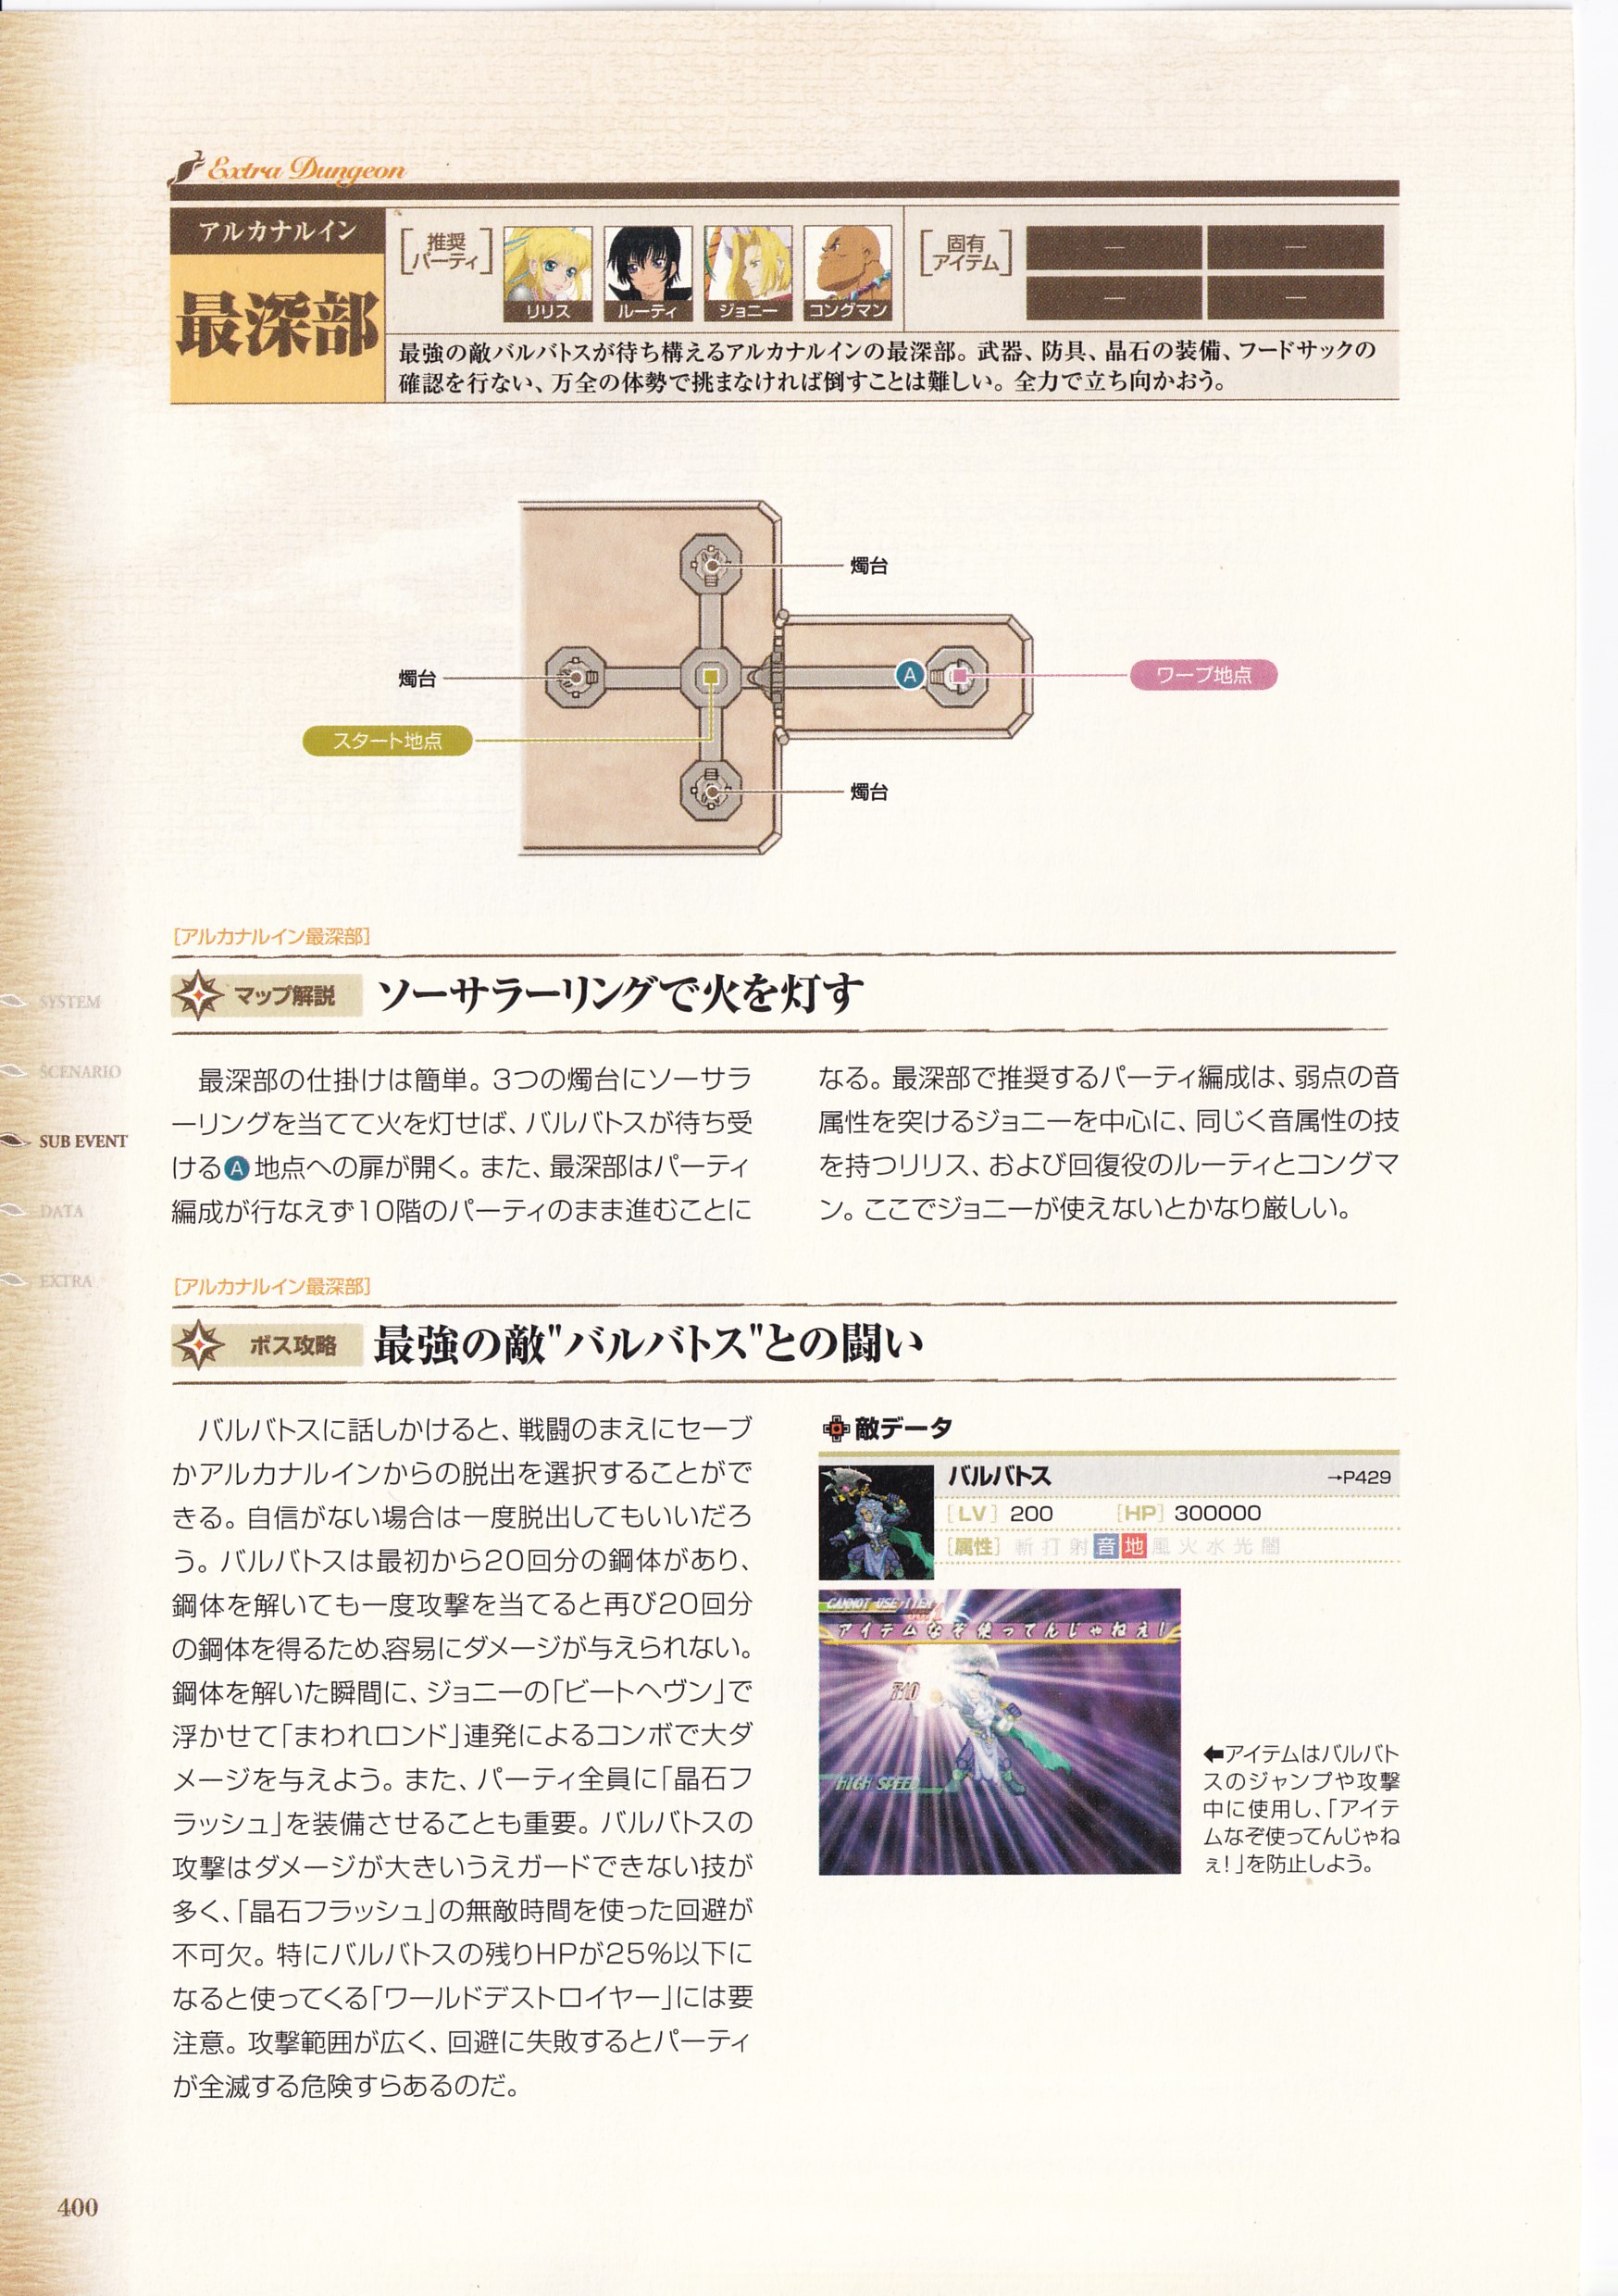 Extra Dungeon
アルカナルイン
最深部
[推奨パーティ]
リリス
ルーティ
ジョニー
コングマン
[固有アイテム]
—
—
—
—
最強の敵バルバトスが待ち構えるアルカナルインの最深部。武器、防具、晶石の装備、フードサックの
確認を行ない、万全の体勢で挑まなければ倒すことは難しい。全力で立ち向かおう。
燭台
燭台
A
ワープ地点
スタート地点
燭台
[アルカナルイン最深部]
マップ解説 ソーサラーリングで火を灯す
最深部の仕掛けは簡単。3つの燭台にソーサラ
ーリングを当てて火を灯せば、バルバトスが待ち受
けるA地点への扉が開く。また、最深部はパーティ
編成が行なえず10階のパーティのまま進むことに
なる。最深部で推奨するパーティ編成は、弱点の音
属性を突けるジョニーを中心に、同じく音属性の技
を持つリリス、および回復役のルーティとコングマ
ン。ここでジョニーが使えないとかなり厳しい。
SYSTEM
SCENARIO
SUB EVENT
DATA
EXTRA
[アルカナルイン最深部]
ボス攻略 最強の敵"バルバトス"との闘い
バルバトスに話しかけると、戦闘のまえにセーブ
かアルカナルインからの脱出を選択することがで
きる。自信がない場合は一度脱出してもいいだろ
う。バルバトスは最初から20回分の鋼体があり、
鋼体を解いても一度攻撃を当てると再び20回分
の鋼体を得るため、容易にダメージが与えられない。
鋼体を解いた瞬間に、ジョニーの「ビートヘヴン」で
浮かせて「まわれロンド」連発によるコンボで大ダ
メージを与えよう。また、パーティ全員に「晶石フ
ラッシュ」を装備させることも重要。バルバトスの
攻撃はダメージが大きいうえガードできない技が
多く、「晶石フラッシュ」の無敵時間を使った回避が
不可欠。特にバルバトスの残りHPが25%以下に
なると使ってくる「ワールドデストロイヤー」には要
注意。攻撃範囲が広く、回避に失敗するとパーティ
が全滅する危険すらあるのだ。
敵データ
バルバトス →P429
[LV] 200 [HP] 300000
[属性] 斬 打 射 音 地 風 火 水 光 闇
CANNOT USE ITEM
アイテムなぞ使ってんじゃねえ!
710
HIGH SPEED
←アイテムはバルバト
スのジャンプや攻撃
中に使用し、「アイテ
ムなぞ使ってんじゃね
ぇ!」を防止しよう。
400